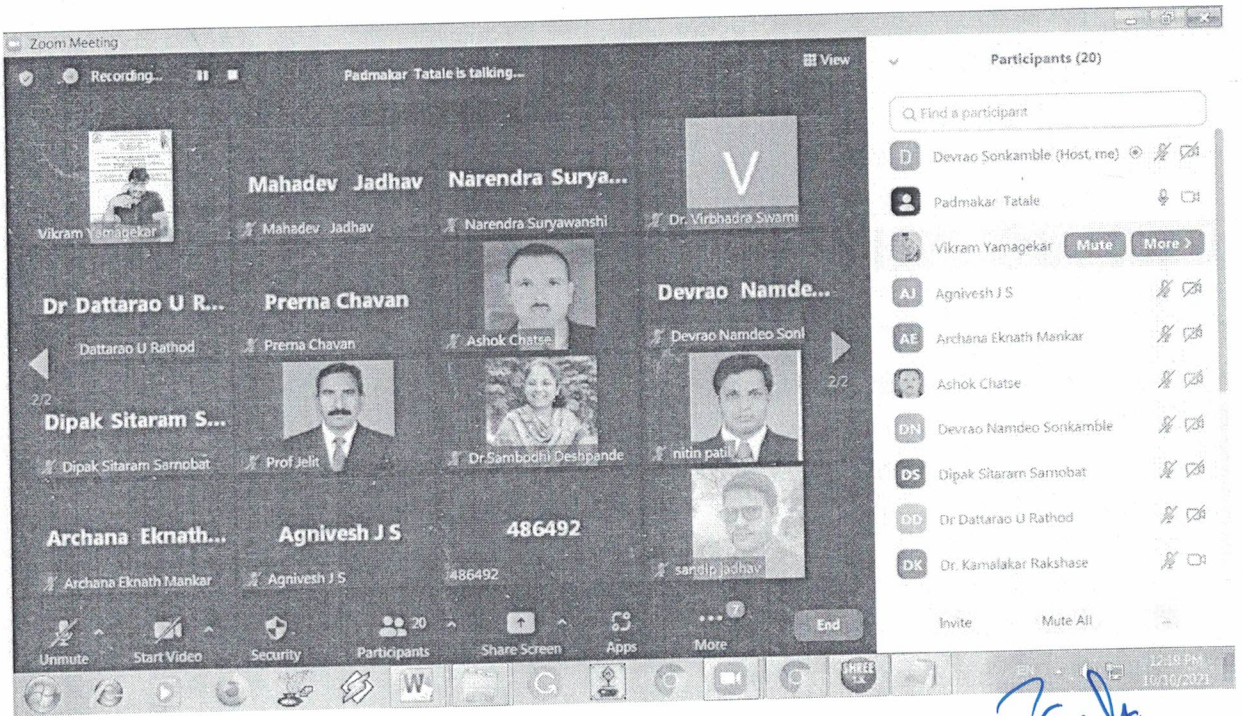 Zoom Meeting
Recording...
Padmakar Tatale is talking...
View
Vikram Yamagekar
Mahadev Jadhav
Mahadev Jadhav
Narendra Surya...
Narendra Suryawanshi
V
Dr. Virbhadra Swami
Dr Dattarao U R...
Dattarao U Rathod
Prerna Chavan
Prerna Chavan
Ashok Chatse
Devrao Namde...
Devrao Namdeo Sonl
2/2
2/2
Dipak Sitaram S...
Dipak Sitaram Sarnobat
Prof Jelit
Dr.Sambodhi Deshpande
nitin patil
Archana Eknath...
Archana Eknath Mankar
Agnivesh J S
Agnivesh J S
486492
486492
sandip jadhav
Unmute
Start Video
Security
Participants
20
Share Screen
Apps
More
7
End
Participants (20)
Find a participant
D Devrao Sonkamble (Host, me)
Padmakar Tatale
Vikram Yamagekar Mute More >
AJ Agnivesh J S
AE Archana Eknath Mankar
Ashok Chatse
DN Devrao Namdeo Sonkamble
DS Dipak Sitaram Sarnobat
DD Dr Dattarao U Rathod
DK Dr. Kamalakar Rakshase
Invite Mute All
W
SHREE
EN
12:19 PM
10/10/2021